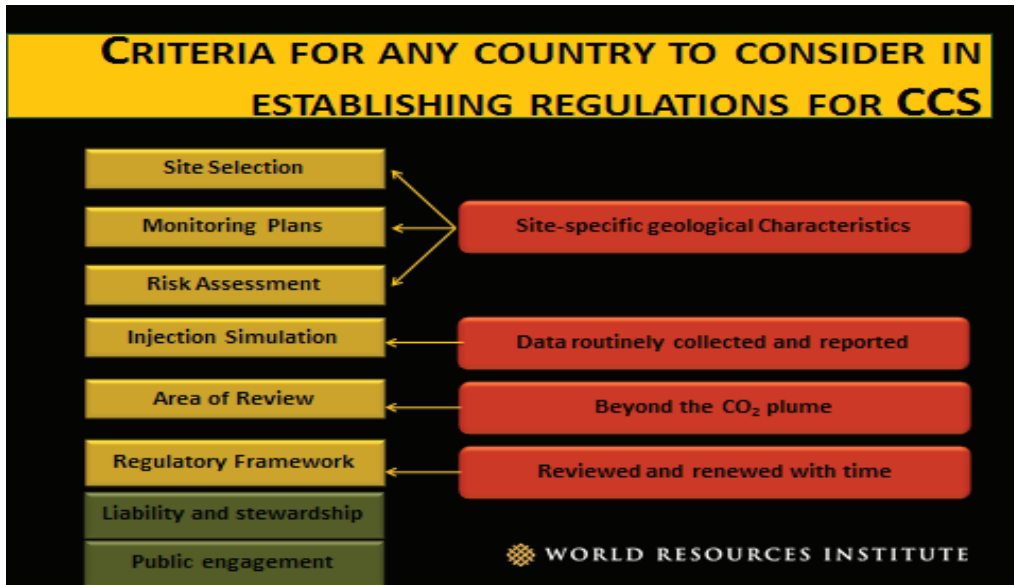 CRITERIA FOR ANY COUNTRY TO CONSIDER IN
ESTABLISHING REGULATIONS FOR CCS
Site Selection
Monitoring Plans
Risk Assessment
Site-specific geological Characteristics
Injection Simulation
Data routinely collected and reported
Area of Review
Beyond the CO₂ plume
Regulatory Framework
Reviewed and renewed with time
Liability and stewardship
Public engagement
WORLD RESOURCES INSTITUTE